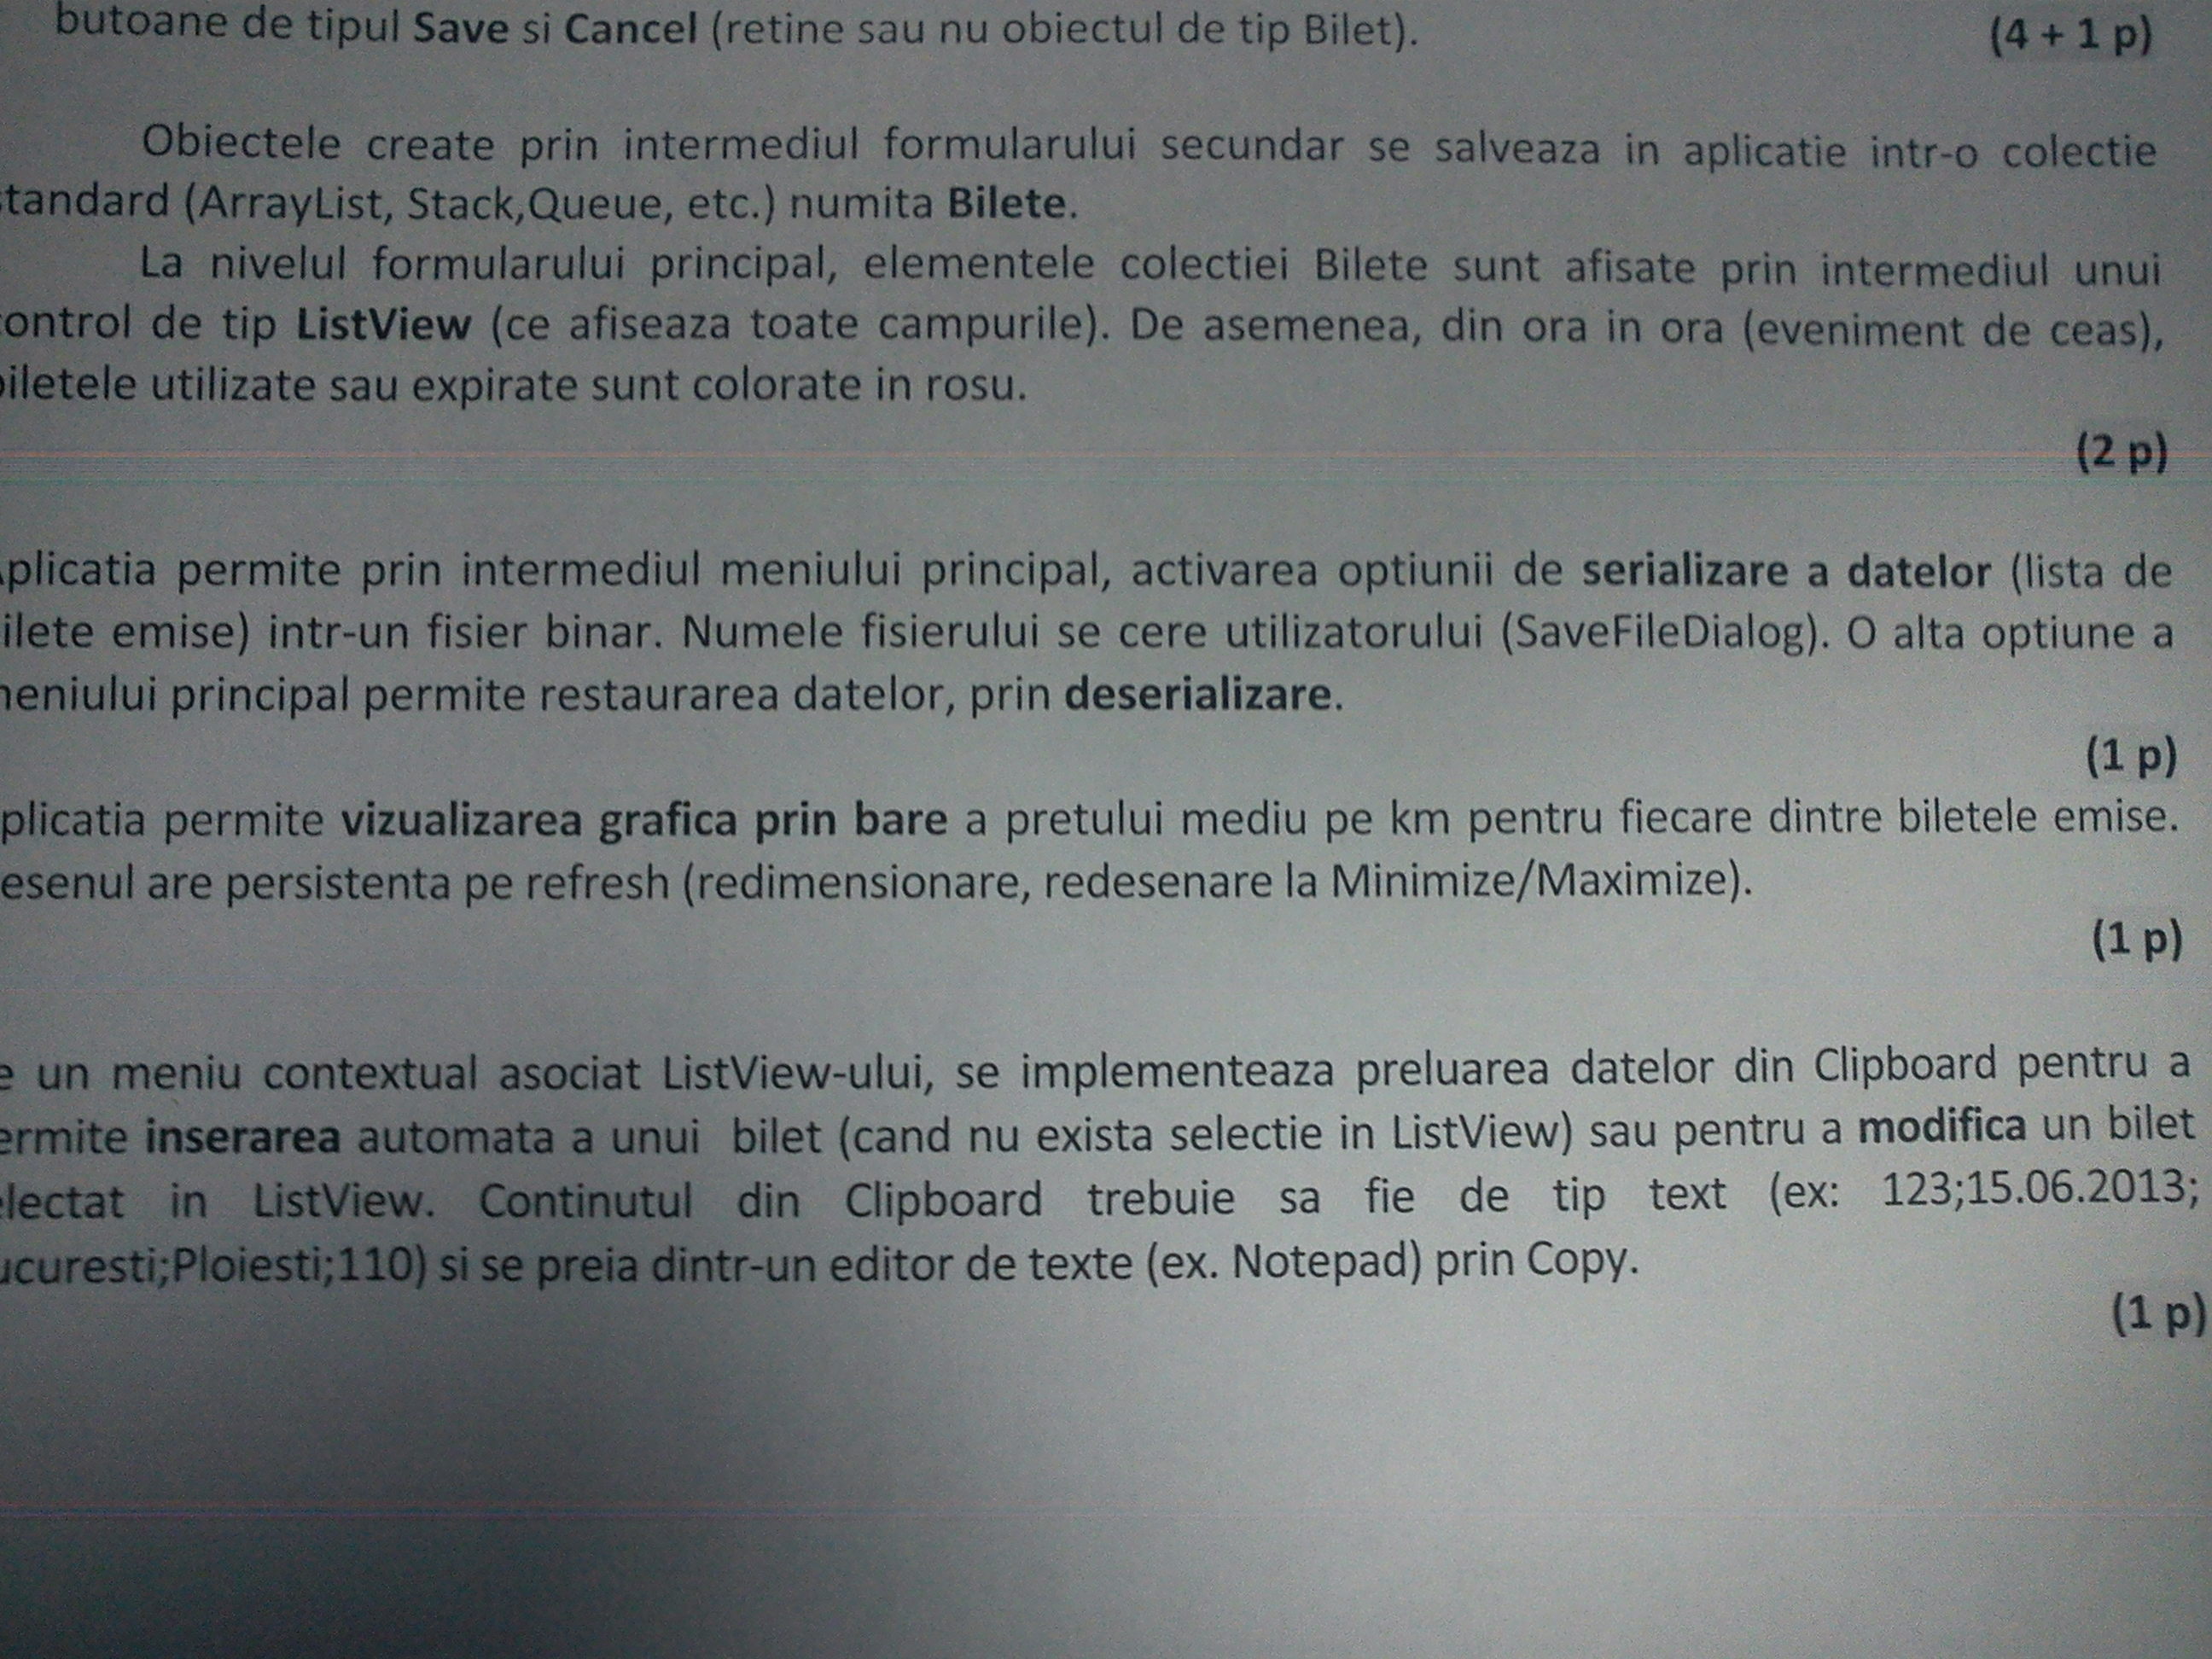 butoane de tipul Save si Cancel (retine sau nu obiectul de tip Bilet).
(4 + 1 p)
Obiectele create prin intermediul formularului secundar se salveaza in aplicatie intr-o colectie
tandard (ArrayList, Stack,Queue, etc.) numita Bilete.
La nivelul formularului principal, elementele colectiei Bilete sunt afisate prin intermediul unui
ontrol de tip ListView (ce afiseaza toate campurile). De asemenea, din ora in ora (eveniment de ceas),
iletele utilizate sau expirate sunt colorate in rosu.
(2 p)
plicatia permite prin intermediul meniului principal, activarea optiunii de serializare a datelor (lista de
ilete emise) intr-un fisier binar. Numele fisierului se cere utilizatorului (SaveFileDialog). O alta optiune a
eniului principal permite restaurarea datelor, prin deserializare.
(1 p)
plicatia permite vizualizarea grafica prin bare a pretului mediu pe km pentru fiecare dintre biletele emise.
esenul are persistenta pe refresh (redimensionare, redesenare la Minimize/Maximize).
(1 p)
e un meniu contextual asociat ListView-ului, se implementeaza preluarea datelor din Clipboard pentru a
ermite inserarea automata a unui bilet (cand nu exista selectie in ListView) sau pentru a modifica un bilet
lectat in ListView. Continutul din Clipboard trebuie sa fie de tip text (ex: 123;15.06.2013;
ucuresti;Ploiesti;110) si se preia dintr-un editor de texte (ex. Notepad) prin Copy.
(1 p)